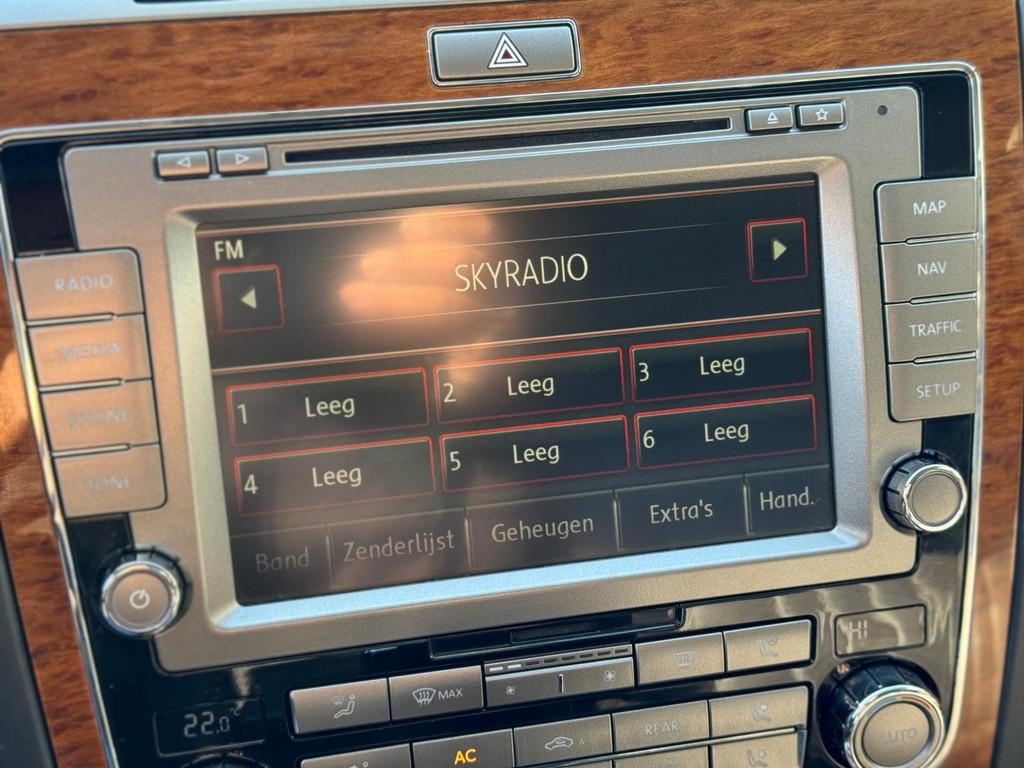 FM
SKYRADIO
1 Leeg
2 Leeg
3 Leeg
4 Leeg
5 Leeg
6 Leeg
Band
Zenderlijst
Geheugen
Extra's
Hand.
RADIO
MEDIA
PHONE
TONE
MAP
NAV
TRAFFIC
SETUP
HI
MAX
22.0°C
REAR
AC
AUTO